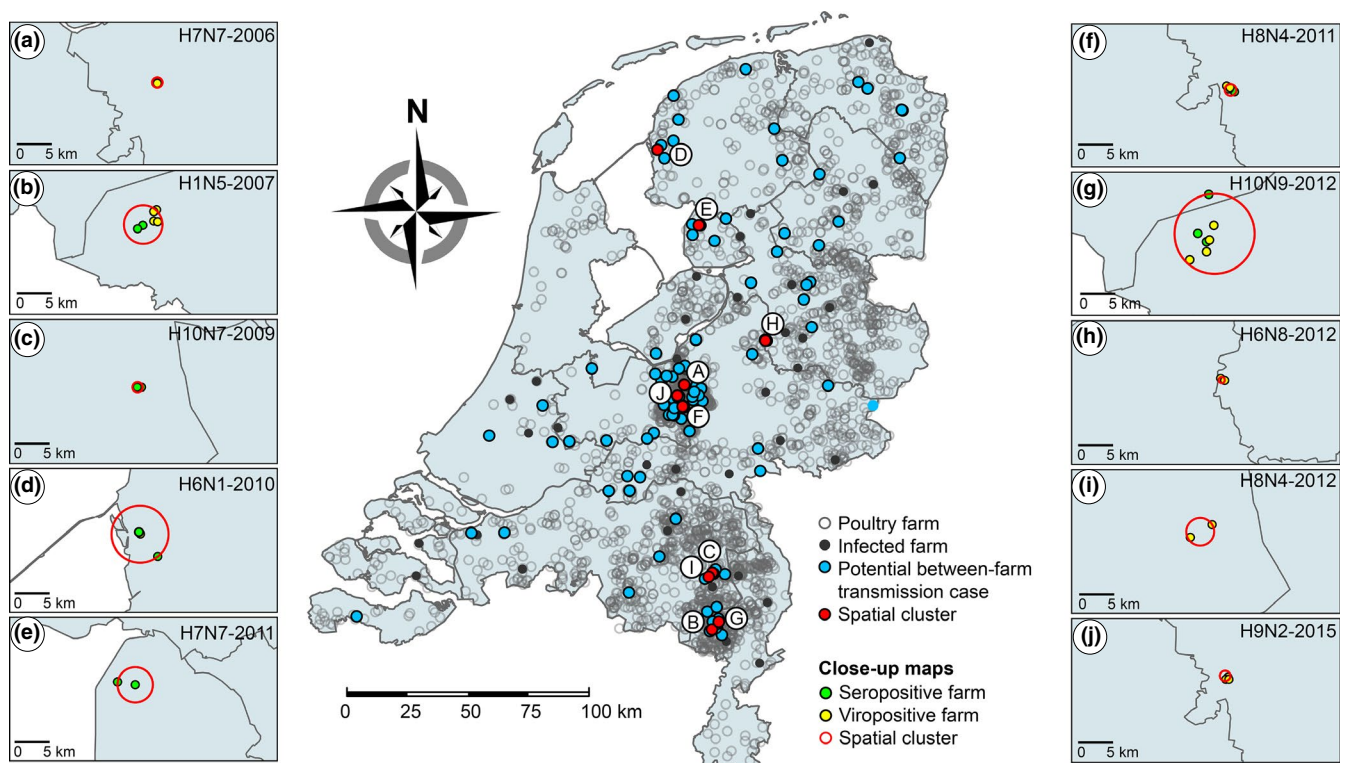 (a) H7N7-2006
0 5 km
(b) H1N5-2007
0 5 km
(c) H10N7-2009
0 5 km
(d) H6N1-2010
0 5 km
(e) H7N7-2011
0 5 km
N
D
E
H
A
J
F
C
I
B
G
0 25 50 75 100 km
Poultry farm
Infected farm
Potential between-farm
transmission case
Spatial cluster
Close-up maps
Seropositive farm
Viropositive farm
Spatial cluster
(f) H8N4-2011
0 5 km
(g) H10N9-2012
0 5 km
(h) H6N8-2012
0 5 km
(i) H8N4-2012
0 5 km
(j) H9N2-2015
0 5 km